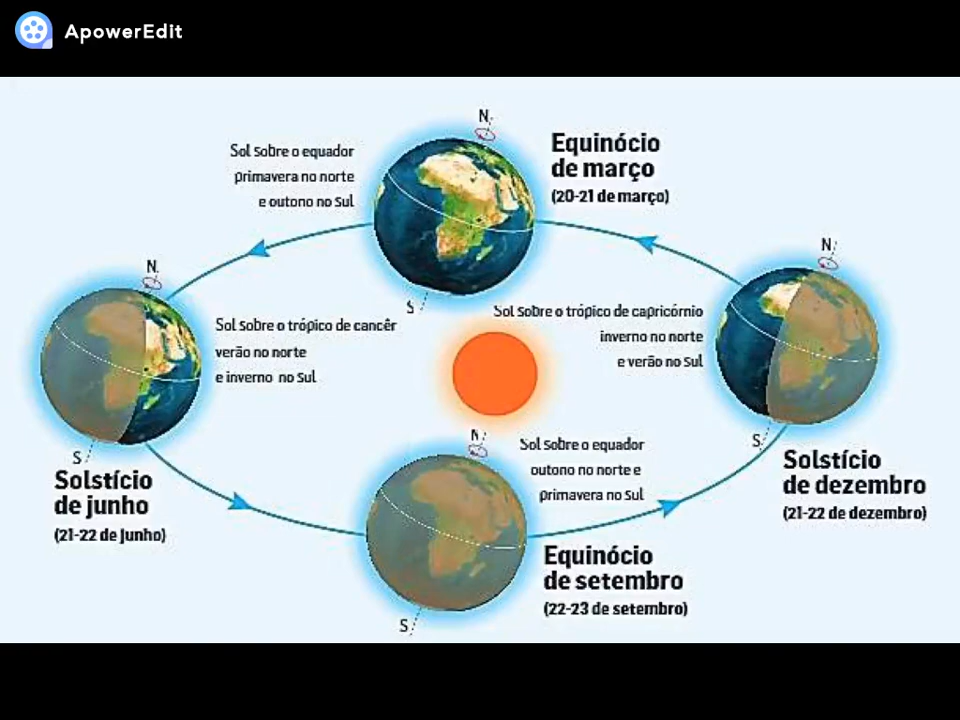 ApowerEdit
N
Equinócio
de março
(20-21 de março)
Sol sobre o equador
primavera no norte
e outono no Sul
S
N
Sol sobre o trópico de cancêr
verão no norte
e inverno no Sul
S
Solstício
de junho
(21-22 de junho)
Sol sobre o trópico de capricórnio
inverno no norte
e verão no Sul
N
S
Solstício
de dezembro
(21-22 de dezembro)
N
Sol sobre o equador
outono no norte e
primavera no Sul
S
Equinócio
de setembro
(22-23 de setembro)